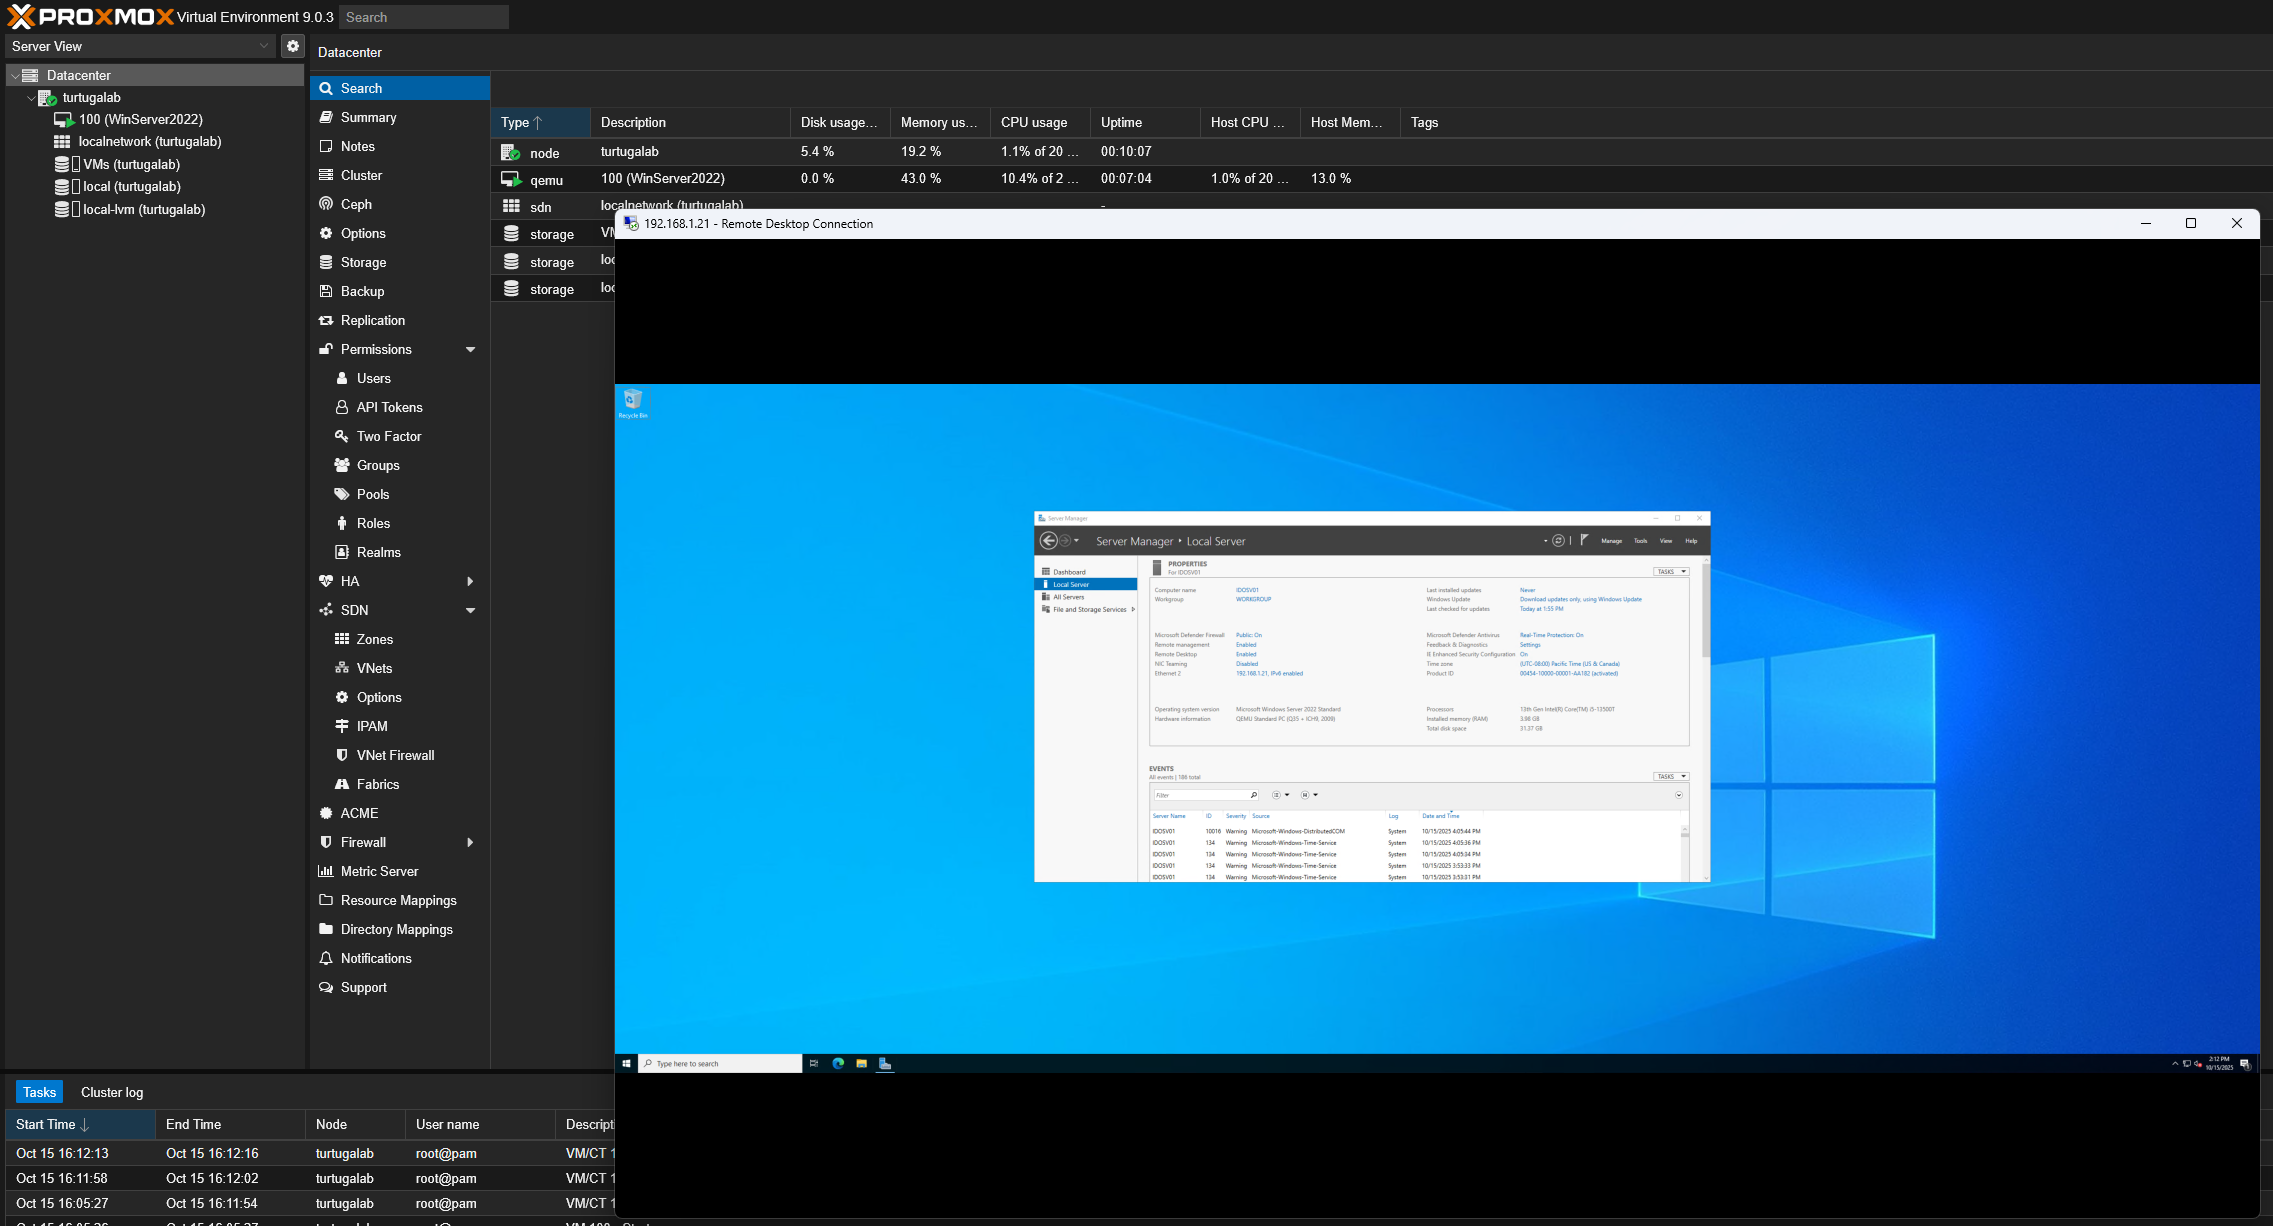 PROXMOX Virtual Environment 9.0.3 Search
Server View
Datacenter
turtugalab
100 (WinServer2022)
localnetwork (turtugalab)
VMs (turtugalab)
local (turtugalab)
local-lvm (turtugalab)
Datacenter
Search
Summary
Notes
Cluster
Ceph
Options
Storage
Backup
Replication
Permissions
Users
API Tokens
Two Factor
Groups
Pools
Roles
Realms
HA
SDN
Zones
VNets
Options
IPAM
VNet Firewall
Fabrics
ACME
Firewall
Metric Server
Resource Mappings
Directory Mappings
Notifications
Support
Type Description Disk usage... Memory us... CPU usage Uptime Host CPU ... Host Mem... Tags
node turtugalab 5.4 % 19.2 % 1.1% of 20 ... 00:10:07
qemu 100 (WinServer2022) 0.0 % 43.0 % 10.4% of 2 ... 00:07:04 1.0% of 20 ... 13.0 %
sdn localnetwork (turtugalab) -
storage
storage
storage
192.168.1.21 - Remote Desktop Connection
Recycle Bin
Server Manager
Server Manager • Local Server Manage Tools View Help
Dashboard
Local Server
All Servers
File and Storage Services
PROPERTIES
For IDOSV01
TASKS
Computer name IDOSV01 Last installed updates Never
Workgroup WORKGROUP Windows Update Download updates only, using Windows Update
Last checked for updates Today at 1:55 PM
Microsoft Defender Firewall Public: On Microsoft Defender Antivirus Real-Time Protection: On
Remote management Enabled Feedback & Diagnostics Settings
Remote Desktop Enabled IE Enhanced Security Configuration On
NIC Teaming Disabled Time zone (UTC-08:00) Pacific Time (US & Canada)
Ethernet 2 192.168.1.21, IPv6 enabled Product ID 00454-10000-00001-AA182 (activated)
Operating system version Microsoft Windows Server 2022 Standard Processors 13th Gen Intel(R) Core(TM) i5-13500T
Hardware information QEMU Standard PC (Q35 + ICH9, 2009) Installed memory (RAM) 3.98 GB
Total disk space 31.37 GB
EVENTS
All events | 186 total
TASKS
Filter
Server Name ID Severity Source Log Date and Time
IDOSV01 10016 Warning Microsoft-Windows-DistributedCOM System 10/15/2025 4:05:44 PM
IDOSV01 134 Warning Microsoft-Windows-Time-Service System 10/15/2025 4:05:36 PM
IDOSV01 134 Warning Microsoft-Windows-Time-Service System 10/15/2025 4:05:34 PM
IDOSV01 134 Warning Microsoft-Windows-Time-Service System 10/15/2025 3:53:33 PM
IDOSV01 134 Warning Microsoft-Windows-Time-Service System 10/15/2025 3:53:31 PM
Type here to search
2:12 PM
10/15/2025
Tasks Cluster log
Start Time End Time Node User name
Oct 15 16:12:13 Oct 15 16:12:16 turtugalab root@pam VM/CT
Oct 15 16:11:58 Oct 15 16:12:02 turtugalab root@pam VM/CT
Oct 15 16:05:27 Oct 15 16:11:54 turtugalab root@pam VM/CT